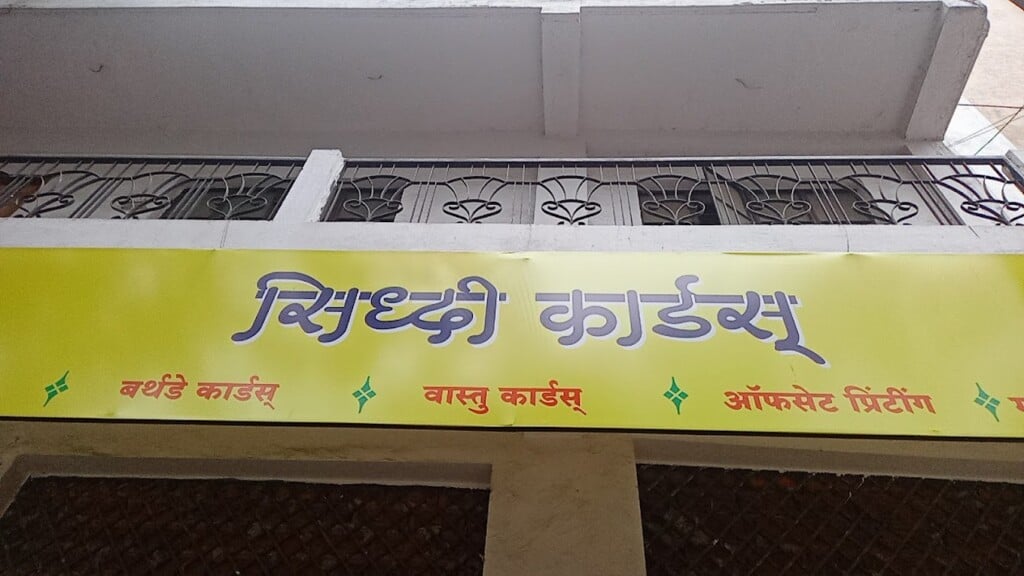 सिध्दी कार्डस्
बर्थडे कार्डस् वास्तु कार्डस् ऑफसेट प्रिंटींग